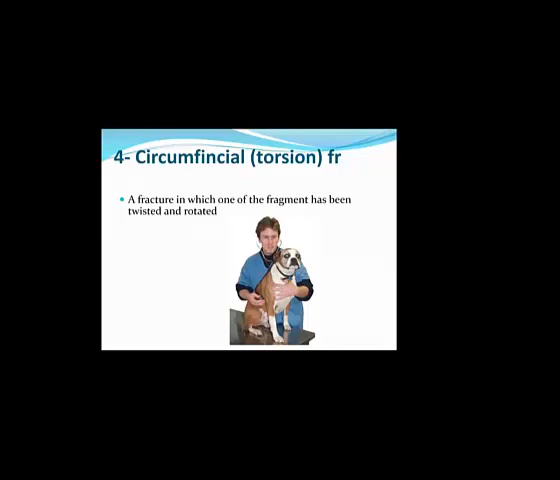 4- Circumfincial (torsion) fr
• A fracture in which one of the fragment has been
twisted and rotated